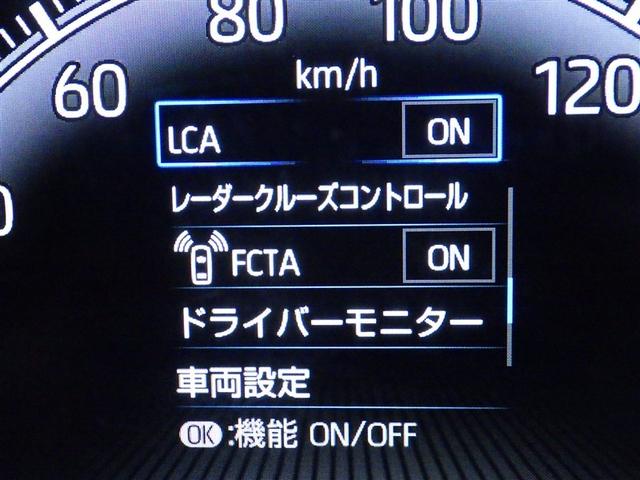 80 100
km/h
60 120
0
LCA ON
レーダークルーズコントロール
FCTA ON
ドライバーモニター
車両設定
OK:機能 ON/OFF